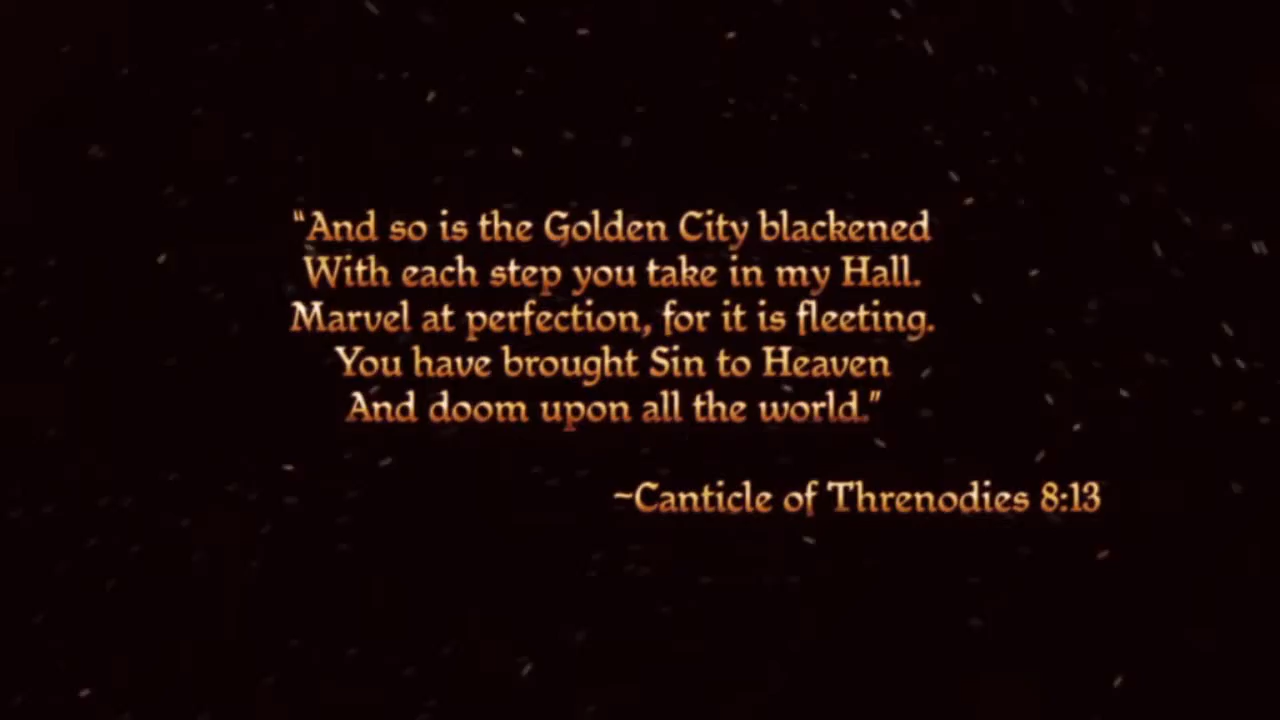 “And so is the Golden City blackened
With each step you take in my Hall.
Marvel at perfection, for it is fleeting.
You have brought Sin to Heaven
And doom upon all the world.”
~Canticle of Threnodies 8:13